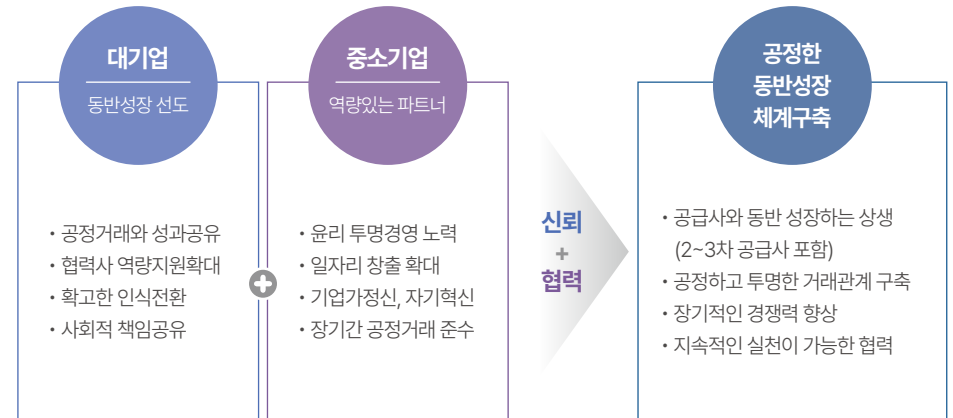 대기업
동반성장 선도
• 공정거래와 성과공유
• 협력사 역량지원확대
• 확고한 인식전환
• 사회적 책임공유
중소기업
역량있는 파트너
• 윤리 투명경영 노력
• 일자리 창출 확대
• 기업가정신, 자기혁신
• 장기간 공정거래 준수
신뢰
+
협력
공정한
동반성장
체계구축
• 공급사와 동반 성장하는 상생
(2~3차 공급사 포함)
• 공정하고 투명한 거래관계 구축
• 장기적인 경쟁력 향상
• 지속적인 실천이 가능한 협력